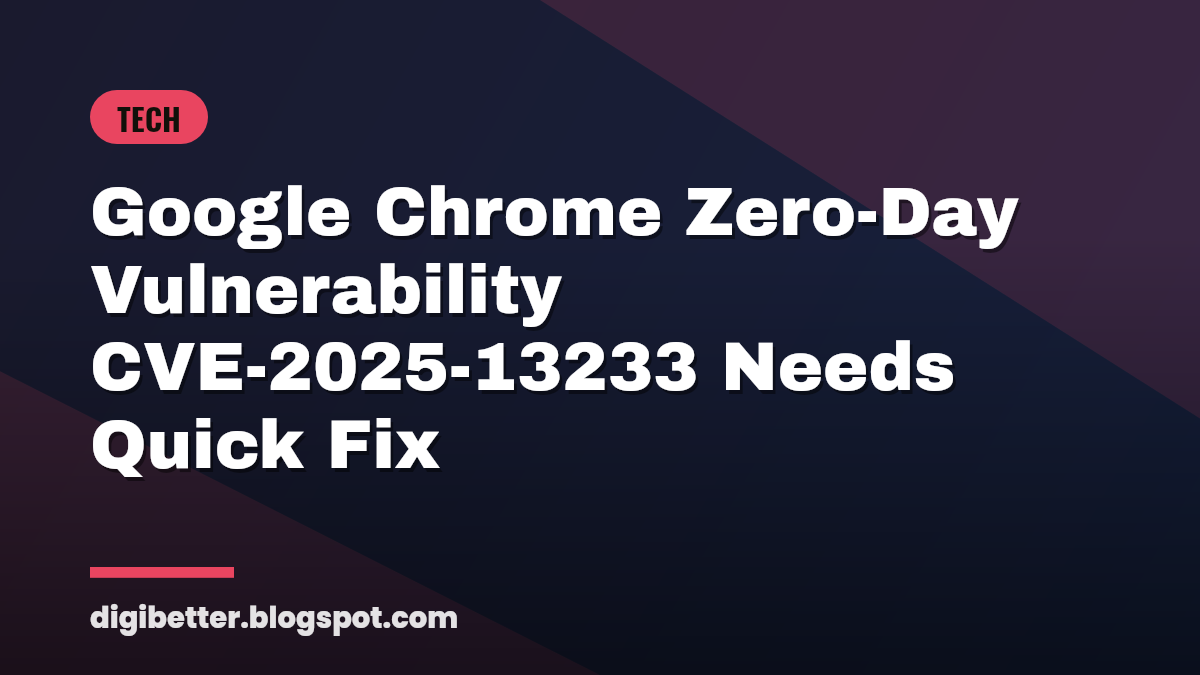 TECH
Google Chrome Zero-Day
Vulnerability
CVE-2025-13233 Needs
Quick Fix
digibetter.blogspot.com